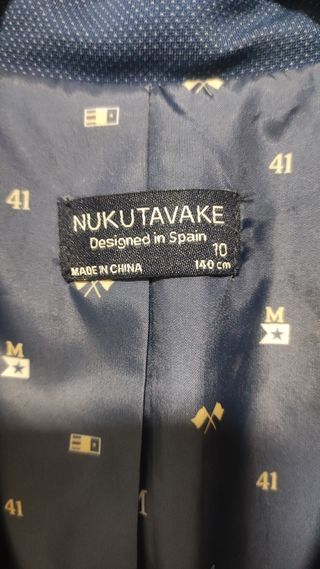 41
41
NUKUTAVAKE
Designed in Spain
10
MADE IN CHINA
140 cm
M
M
41
41
M